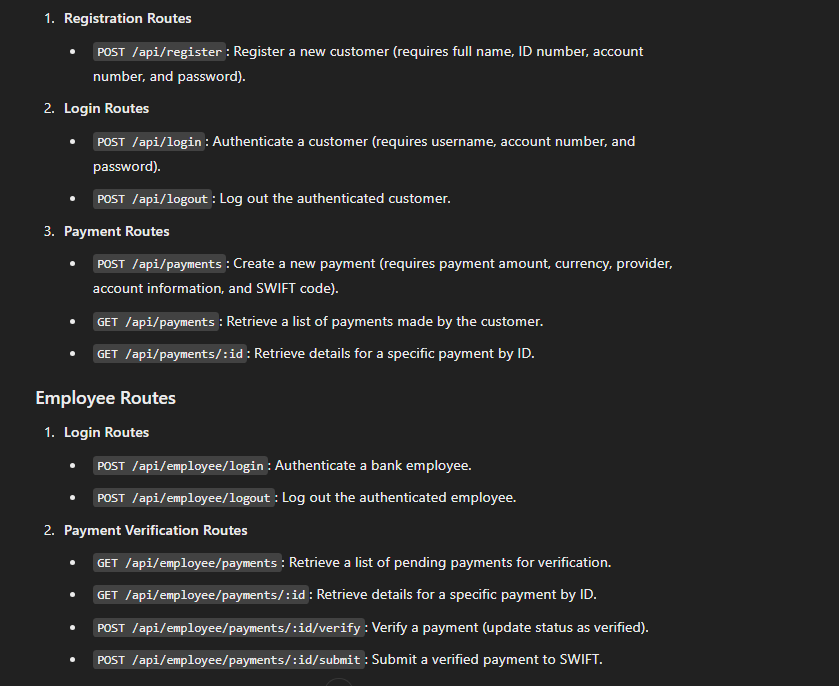 1. Registration Routes
• POST /api/register: Register a new customer (requires full name, ID number, account
number, and password).
2. Login Routes
• POST /api/login: Authenticate a customer (requires username, account number, and
password).
• POST /api/logout: Log out the authenticated customer.
3. Payment Routes
• POST /api/payments: Create a new payment (requires payment amount, currency, provider,
account information, and SWIFT code).
• GET /api/payments: Retrieve a list of payments made by the customer.
• GET /api/payments/:id: Retrieve details for a specific payment by ID.
Employee Routes
1. Login Routes
• POST /api/employee/login: Authenticate a bank employee.
• POST /api/employee/logout: Log out the authenticated employee.
2. Payment Verification Routes
• GET /api/employee/payments: Retrieve a list of pending payments for verification.
• GET /api/employee/payments/:id: Retrieve details for a specific payment by ID.
• POST /api/employee/payments/:id/verify: Verify a payment (update status as verified).
• POST /api/employee/payments/:id/submit: Submit a verified payment to SWIFT.